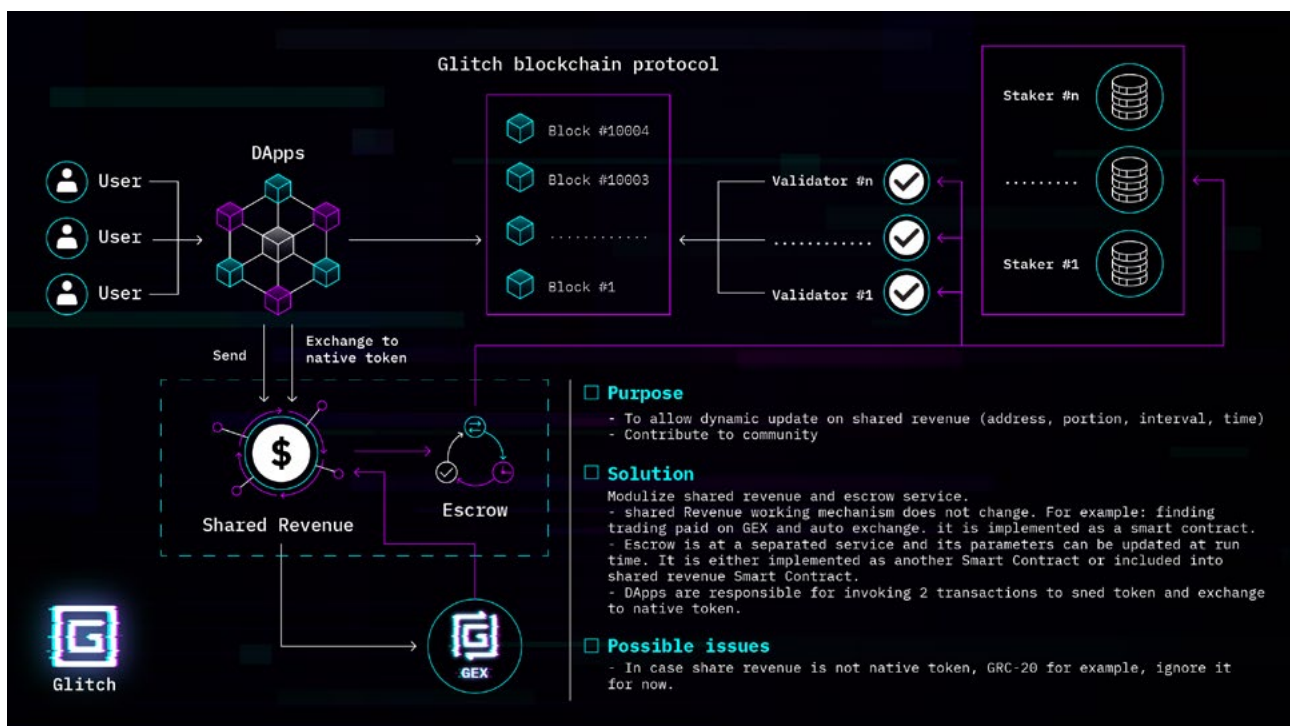 Glitch blockchain protocol
DApps
User
User
User
Block #10004
Block #10003
............
Block #1
Validator #n
............
Validator #1
Staker #n
.........
Staker #1
Send
Exchange to
native token
$
Shared Revenue
Escrow
G
GEX
G
Glitch
Purpose
- To allow dynamic update on shared revenue (address, portion, interval, time)
- Contribute to community
Solution
Modulize shared revenue and escrow service.
- shared Revenue working mechanism does not change. For example: finding
trading paid on GEX and auto exchange. it is implemented as a smart contract.
- Escrow is at a separated service and its parameters can be updated at run
time. It is either implemented as another Smart Contract or included into
shared revenue Smart Contract.
- DApps are responsible for invoking 2 transactions to sned token and exchange
to native token.
Possible issues
- In case share revenue is not native token, GRC-20 for example, ignore it
for now.